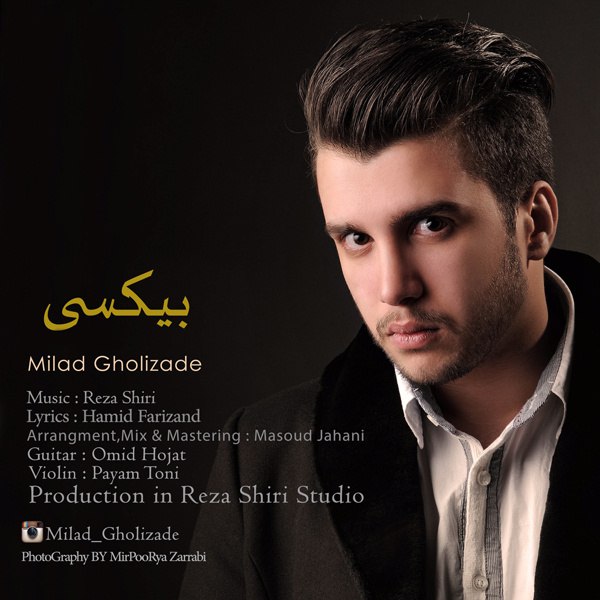 بیکسی
Milad Gholizade
Music : Reza Shiri
Lyrics : Hamid Farizand
Arrangment,Mix & Mastering : Masoud Jahani
Guitar : Omid Hojat
Violin : Payam Toni
Production in Reza Shiri Studio
Milad_Gholizade
PhotoGraphy BY MirPooRya Zarrabi